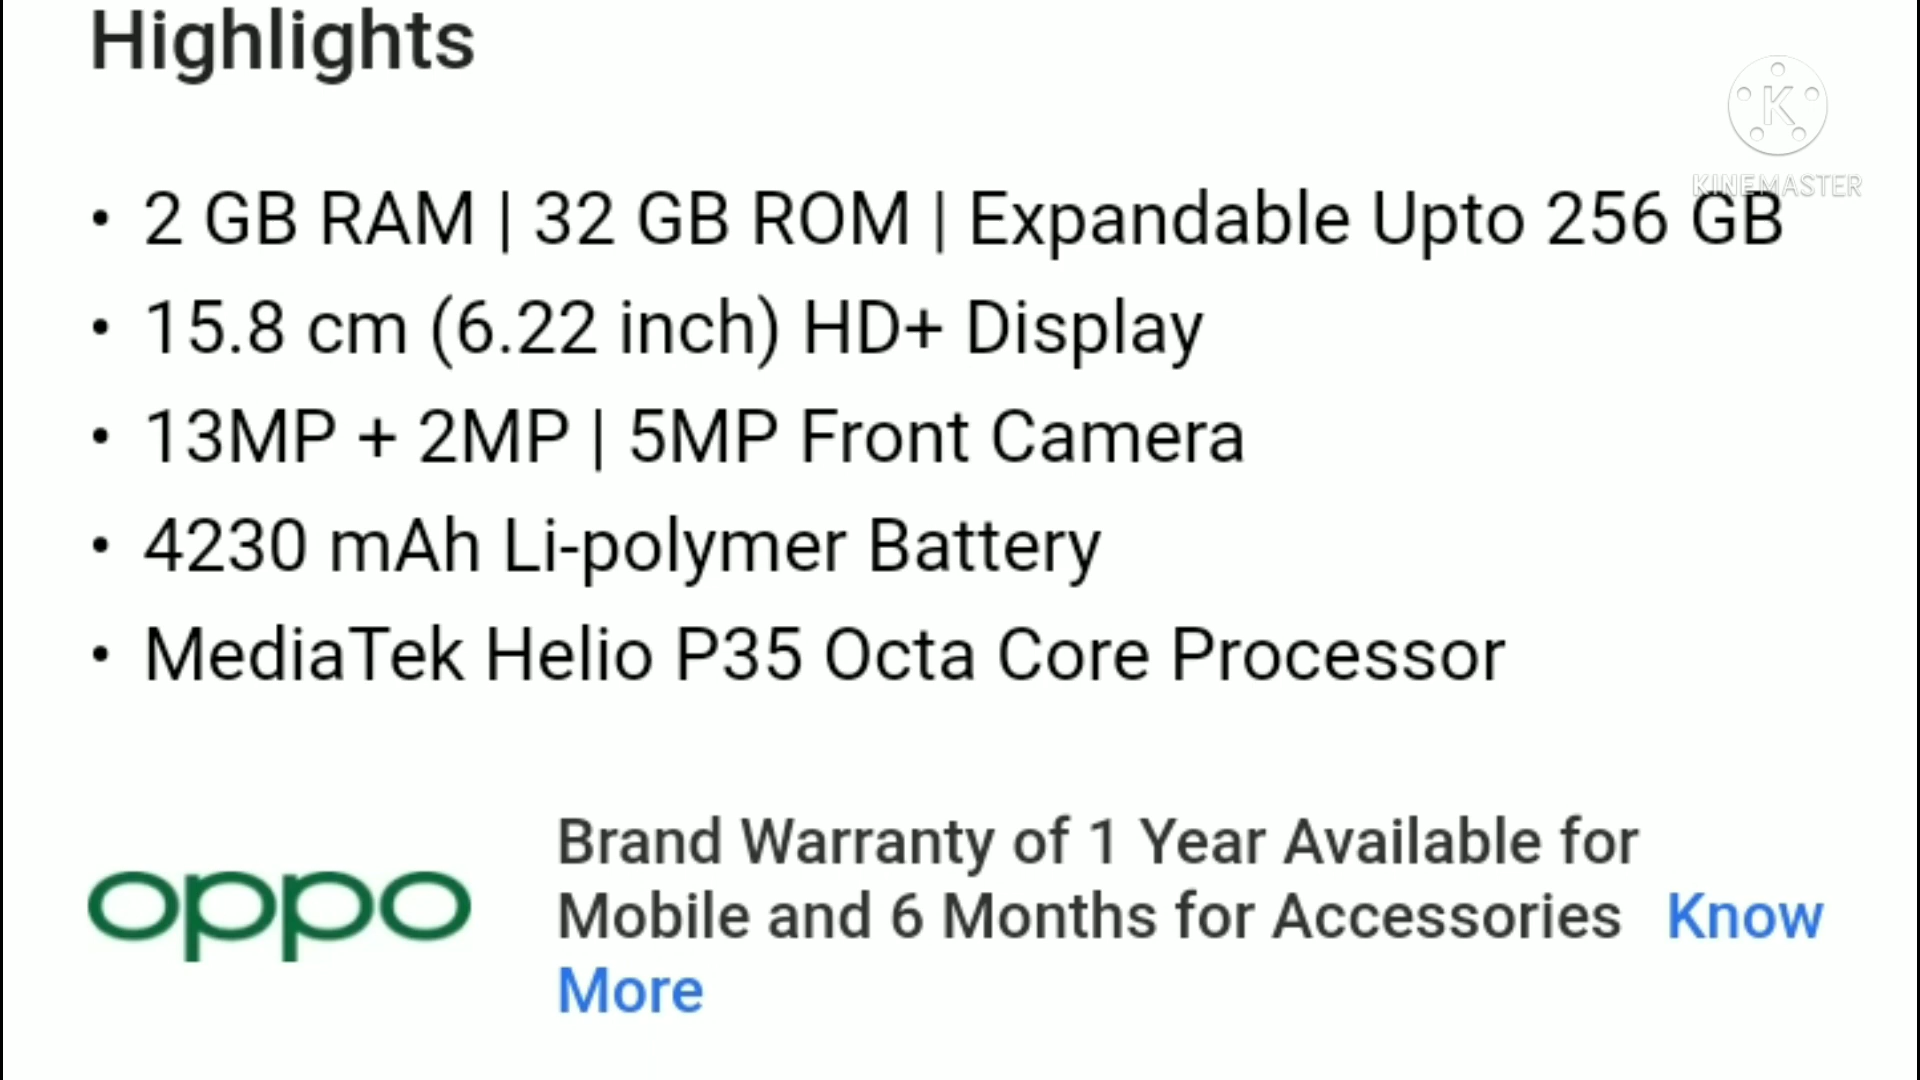 Highlights
K
KINEMASTER
• 2 GB RAM | 32 GB ROM | Expandable Upto 256 GB
• 15.8 cm (6.22 inch) HD+ Display
• 13MP + 2MP | 5MP Front Camera
• 4230 mAh Li-polymer Battery
• MediaTek Helio P35 Octa Core Processor
oppo
Brand Warranty of 1 Year Available for
Mobile and 6 Months for Accessories Know
More